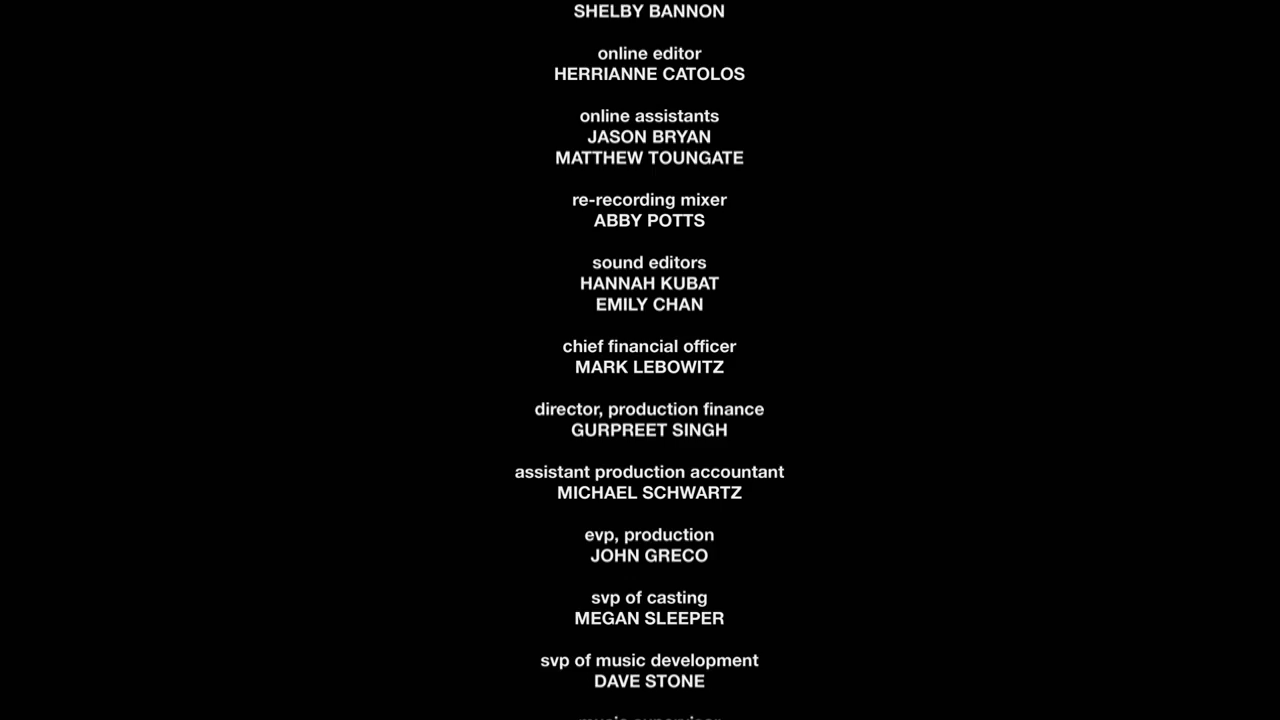 SHELBY BANNON
online editor
HERRIANNE CATOLOS
online assistants
JASON BRYAN
MATTHEW TOUNGATE
re-recording mixer
ABBY POTTS
sound editors
HANNAH KUBAT
EMILY CHAN
chief financial officer
MARK LEBOWITZ
director, production finance
GURPREET SINGH
assistant production accountant
MICHAEL SCHWARTZ
evp, production
JOHN GRECO
svp of casting
MEGAN SLEEPER
svp of music development
DAVE STONE